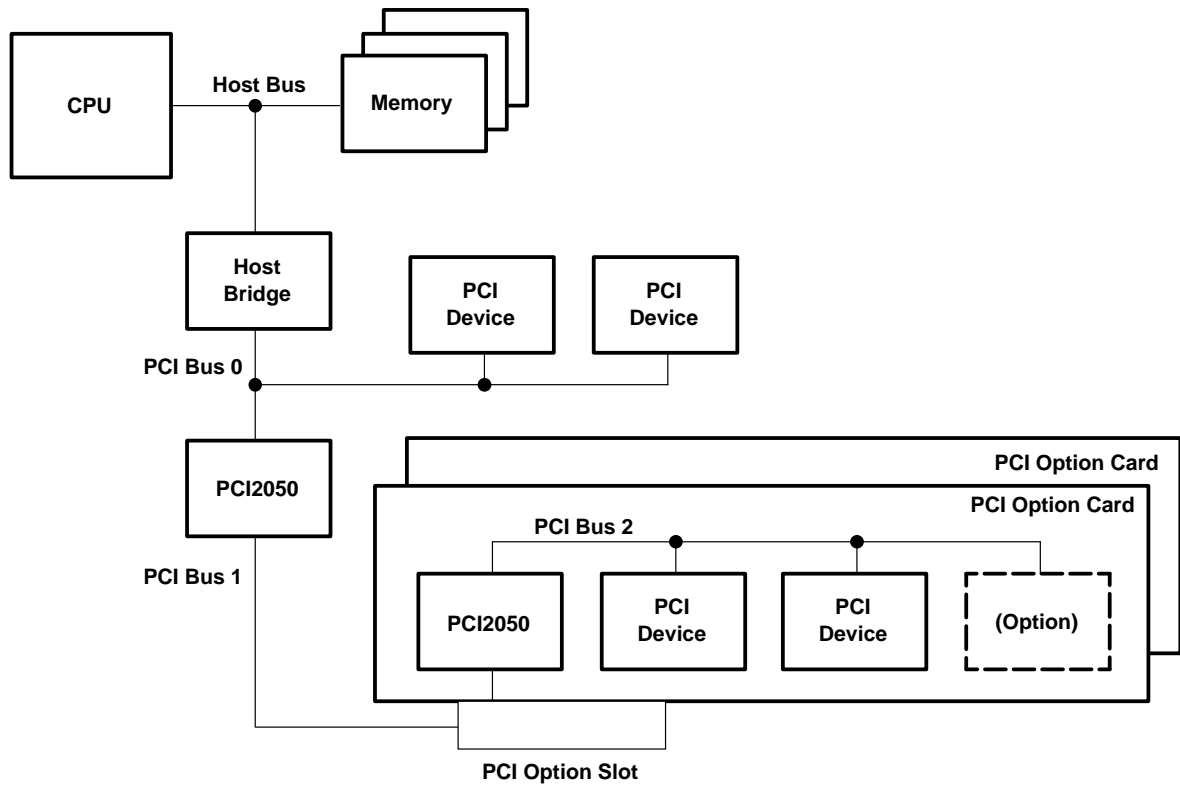 CPU
Host Bus
Memory
Host
Bridge
PCI
Device
PCI
Device
PCI Bus 0
PCI2050
PCI Bus 1
PCI Option Card
PCI Option Card
PCI Bus 2
PCI2050
PCI
Device
PCI
Device
(Option)
PCI Option Slot